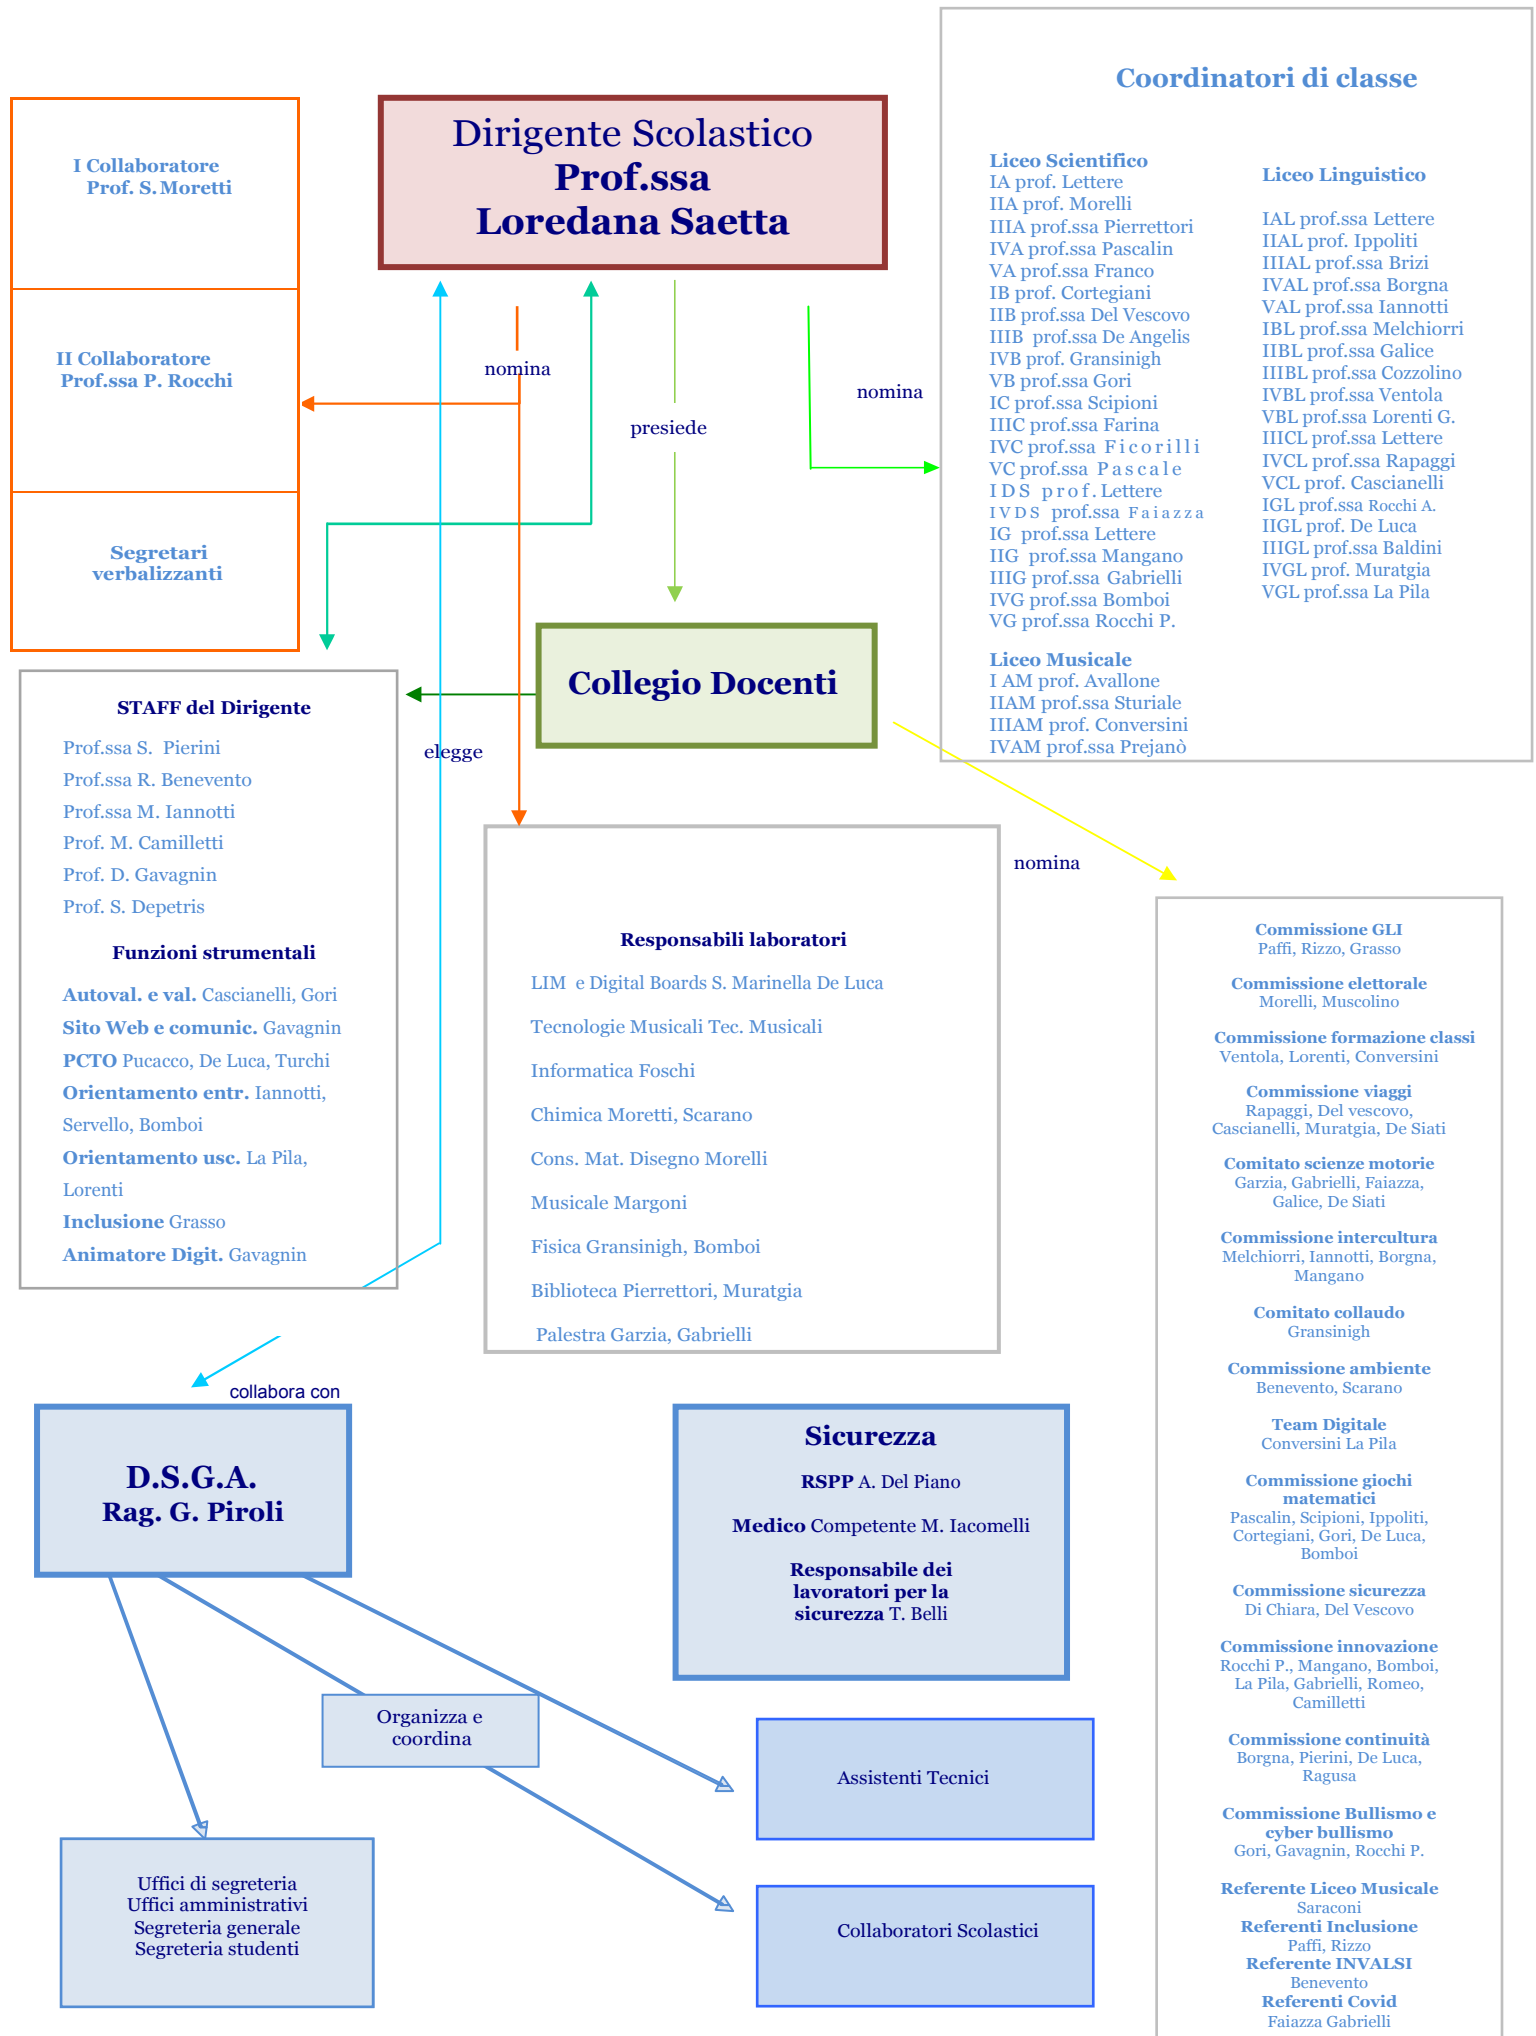 Dirigente Scolastico
Prof.ssa
Loredana Saetta
I Collaboratore
Prof. S. Moretti
II Collaboratore
Prof.ssa P. Rocchi
Segretari
verbalizzanti
nomina
presiede
nomina
Coordinatori di classe
Liceo Scientifico
IA prof. Lettere
IIA prof. Morelli
IIIA prof.ssa Pierrettori
IVA prof.ssa Pascalin
VA prof.ssa Franco
IB prof. Cortegiani
IIB prof.ssa Del Vescovo
IIIB prof.ssa De Angelis
IVB prof. Gransinigh
VB prof.ssa Gori
IC prof.ssa Scipioni
IIIC prof.ssa Farina
IVC prof.ssa Ficorilli
VC prof.ssa Pascale
IDS prof. Lettere
IVDS prof.ssa Faiazza
IG prof.ssa Lettere
IIG prof.ssa Mangano
IIIG prof.ssa Gabrielli
IVG prof.ssa Bomboi
VG prof.ssa Rocchi P.
Liceo Musicale
I AM prof. Avallone
IIAM prof.ssa Sturiale
IIIAM prof. Conversini
IVAM prof.ssa Prejanò
Liceo Linguistico
IAL prof.ssa Lettere
IIAL prof. Ippoliti
IIIAL prof.ssa Brizi
IVAL prof.ssa Borgna
VAL prof.ssa Iannotti
IBL prof.ssa Melchiorri
IIBL prof.ssa Galice
IIIBL prof.ssa Cozzolino
IVBL prof.ssa Ventola
VBL prof.ssa Lorenti G.
IIICL prof.ssa Lettere
IVCL prof.ssa Rapaggi
VCL prof. Cascianelli
IGL prof.ssa Rocchi A.
IIGL prof. De Luca
IIIGL prof.ssa Baldini
IVGL prof. Muratgia
VGL prof.ssa La Pila
Collegio Docenti
elegge
nomina
STAFF del Dirigente
Prof.ssa S. Pierini
Prof.ssa R. Benevento
Prof.ssa M. Iannotti
Prof. M. Camilletti
Prof. D. Gavagnin
Prof. S. Depetris
Funzioni strumentali
Autoval. e val. Cascianelli, Gori
Sito Web e comunic. Gavagnin
PCTO Pucacco, De Luca, Turchi
Orientamento entr. Iannotti,
Servello, Bomboi
Orientamento usc. La Pila,
Lorenti
Inclusione Grasso
Animatore Digit. Gavagnin
Responsabili laboratori
LIM e Digital Boards S. Marinella De Luca
Tecnologie Musicali Tec. Musicali
Informatica Foschi
Chimica Moretti, Scarano
Cons. Mat. Disegno Morelli
Musicale Margoni
Fisica Gransinigh, Bomboi
Biblioteca Pierrettori, Muratgia
Palestra Garzia, Gabrielli
Commissione GLI
Paffi, Rizzo, Grasso
Commissione elettorale
Morelli, Muscolino
Commissione formazione classi
Ventola, Lorenti, Conversini
Commissione viaggi
Rapaggi, Del vescovo,
Cascianelli, Muratgia, De Siati
Comitato scienze motorie
Garzia, Gabrielli, Faiazza,
Galice, De Siati
Commissione intercultura
Melchiorri, Iannotti, Borgna,
Mangano
Comitato collaudo
Gransinigh
Commissione ambiente
Benevento, Scarano
Team Digitale
Conversini La Pila
Commissione giochi
matematici
Pascalin, Scipioni, Ippoliti,
Cortegiani, Gori, De Luca,
Bomboi
Commissione sicurezza
Di Chiara, Del Vescovo
Commissione innovazione
Rocchi P., Mangano, Bomboi,
La Pila, Gabrielli, Romeo,
Camilletti
Commissione continuità
Borgna, Pierini, De Luca,
Ragusa
Commissione Bullismo e
cyber bullismo
Gori, Gavagnin, Rocchi P.
Referente Liceo Musicale
Saraconi
Referenti Inclusione
Paffi, Rizzo
Referente INVALSI
Benevento
Referenti Covid
Faiazza Gabrielli
collabora con
D.S.G.A.
Rag. G. Piroli
Sicurezza
RSPP A. Del Piano
Medico Competente M. Iacomelli
Responsabile dei
lavoratori per la
sicurezza T. Belli
Organizza e
coordina
Assistenti Tecnici
Collaboratori Scolastici
Uffici di segreteria
Uffici amministrativi
Segreteria generale
Segreteria studenti